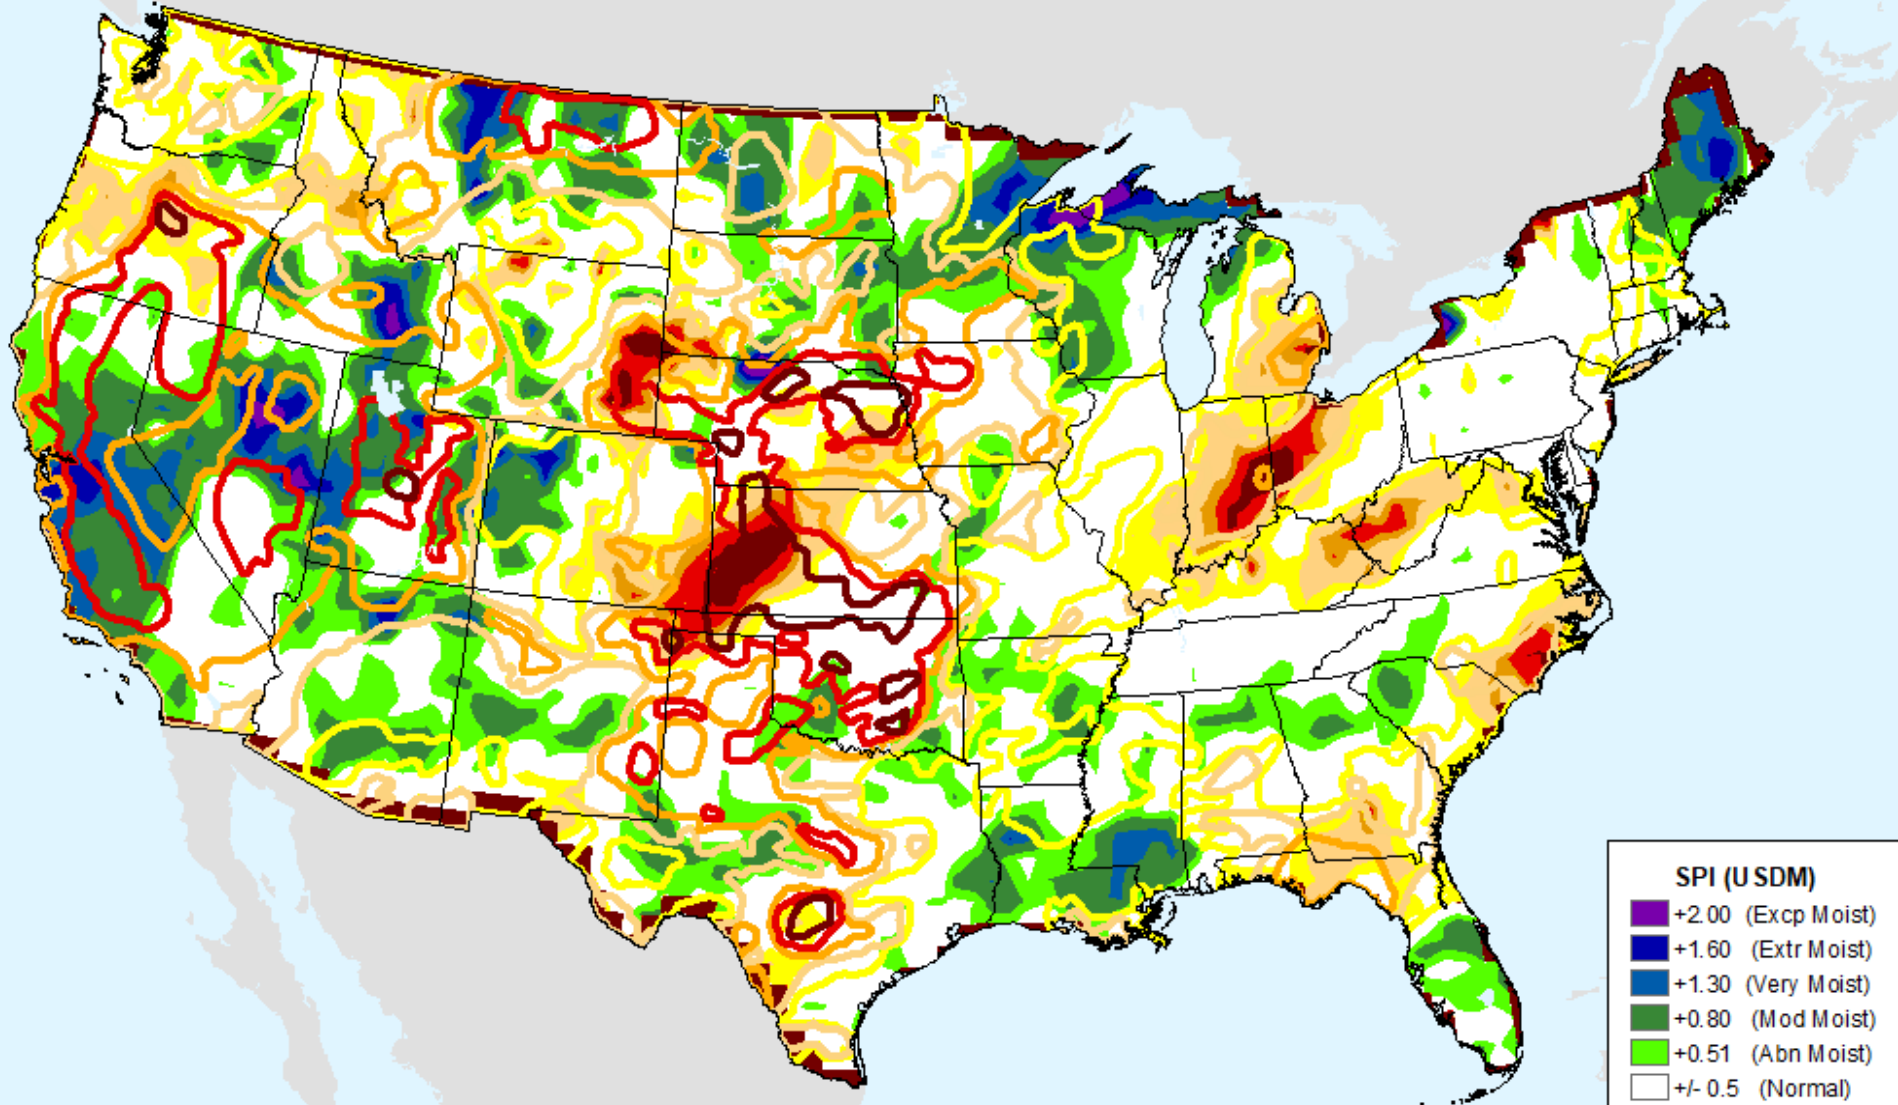 SPI (USDM)
+2.00 (Excp Moist)
+1.60 (Extr Moist)
+1.30 (Very Moist)
+0.80 (Mod Moist)
+0.51 (Abn Moist)
+/- 0.5 (Normal)